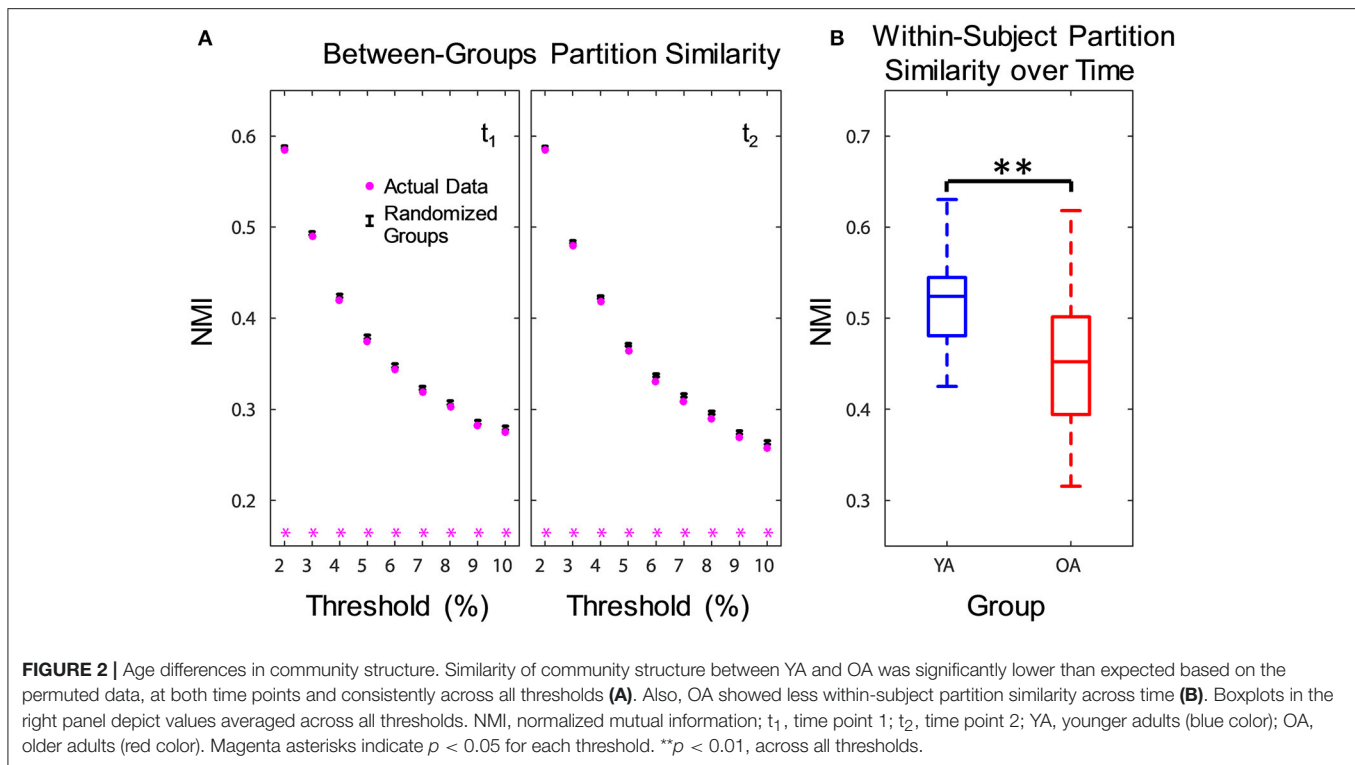 A
Between-Groups Partition Similarity
B
Within-Subject Partition
Similarity over Time
NMI
0.6
0.5
0.4
0.3
0.2
t1
Actual Data
Randomized
Groups
* * * * * * * * *
2 3 4 5 6 7 8 9 10
Threshold (%)
t2
* * * * * * * * *
2 3 4 5 6 7 8 9 10
Threshold (%)
NMI
0.7
0.6
0.5
0.4
0.3
**
YA OA
Group
FIGURE 2 | Age differences in community structure. Similarity of community structure between YA and OA was significantly lower than expected based on the
permuted data, at both time points and consistently across all thresholds (A). Also, OA showed less within-subject partition similarity across time (B). Boxplots in the
right panel depict values averaged across all thresholds. NMI, normalized mutual information; t1, time point 1; t2, time point 2; YA, younger adults (blue color); OA,
older adults (red color). Magenta asterisks indicate p < 0.05 for each threshold. **p < 0.01, across all thresholds.